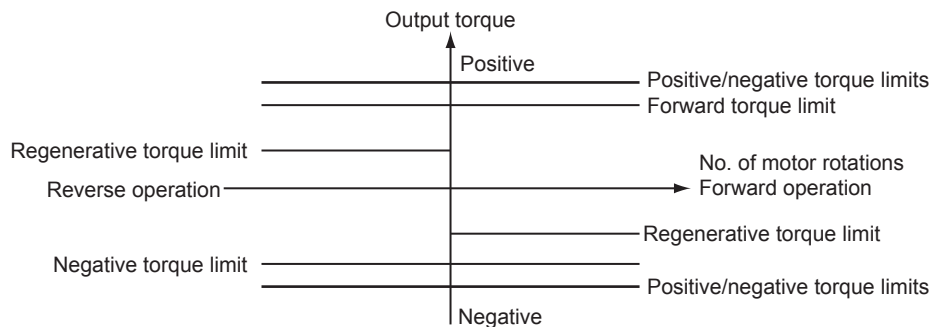 Output torque
Positive
Positive/negative torque limits
Forward torque limit
Regenerative torque limit
No. of motor rotations
Reverse operation
Forward operation
Regenerative torque limit
Negative torque limit
Positive/negative torque limits
Negative